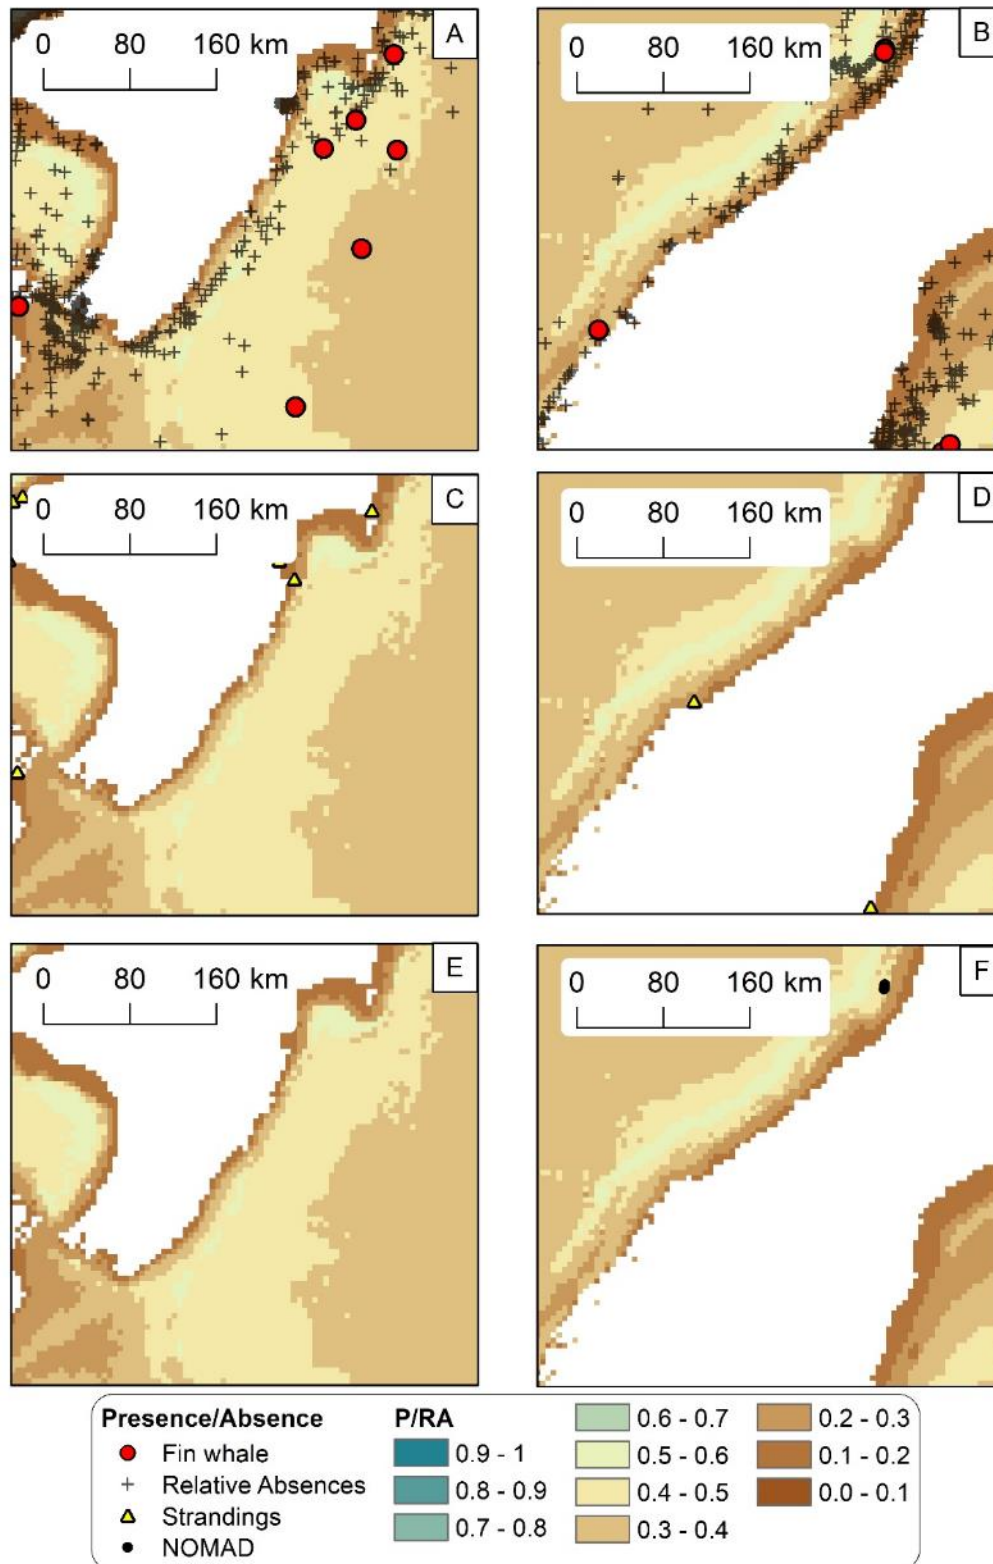 0 80 160 km
A
0 80 160 km
B
0 80 160 km
C
0 80 160 km
D
0 80 160 km
E
0 80 160 km
F
Presence/Absence
Fin whale
Relative Absences
Strandings
NOMAD
P/RA
0.9 - 1
0.8 - 0.9
0.7 - 0.8
0.6 - 0.7
0.5 - 0.6
0.4 - 0.5
0.3 - 0.4
0.2 - 0.3
0.1 - 0.2
0.0 - 0.1